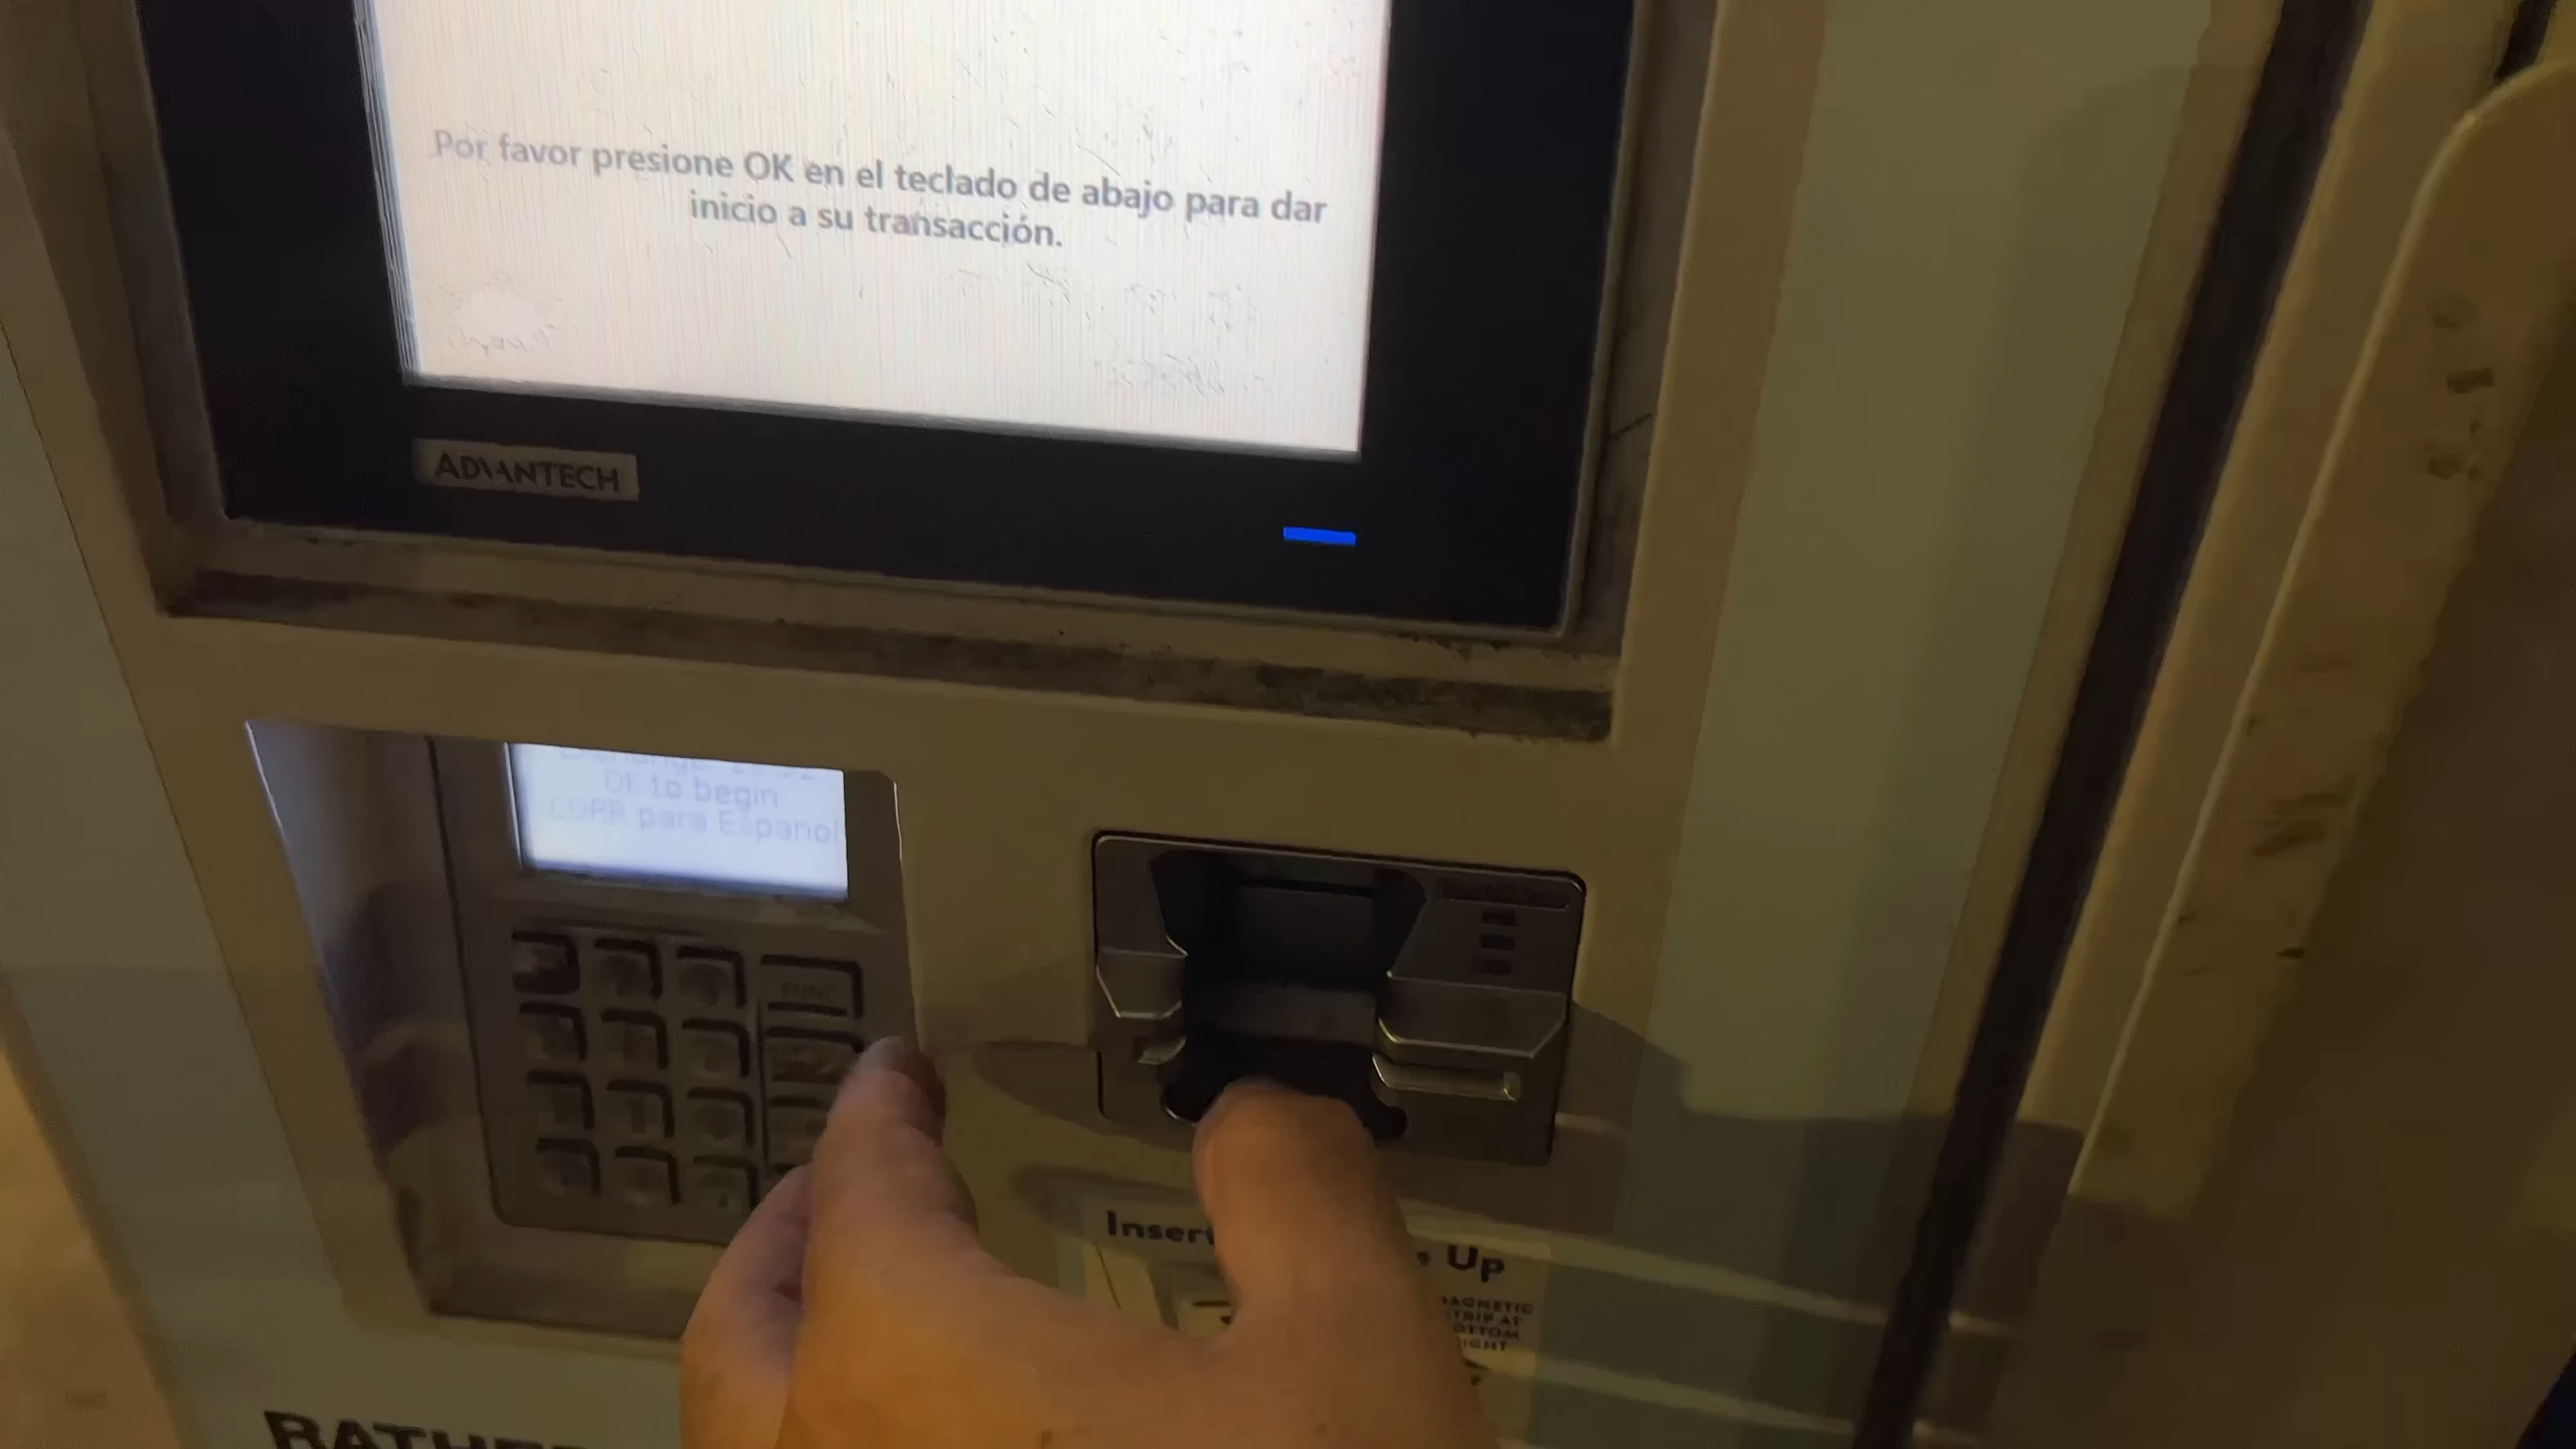 Por favor presione OK en el teclado de abajo para dar
inicio a su transacción.
ADVANTECH
OK to begin
CORR para Espanol
Insert
Up
MAGNETIC
STRIP AT
BOTTOM
RIGHT